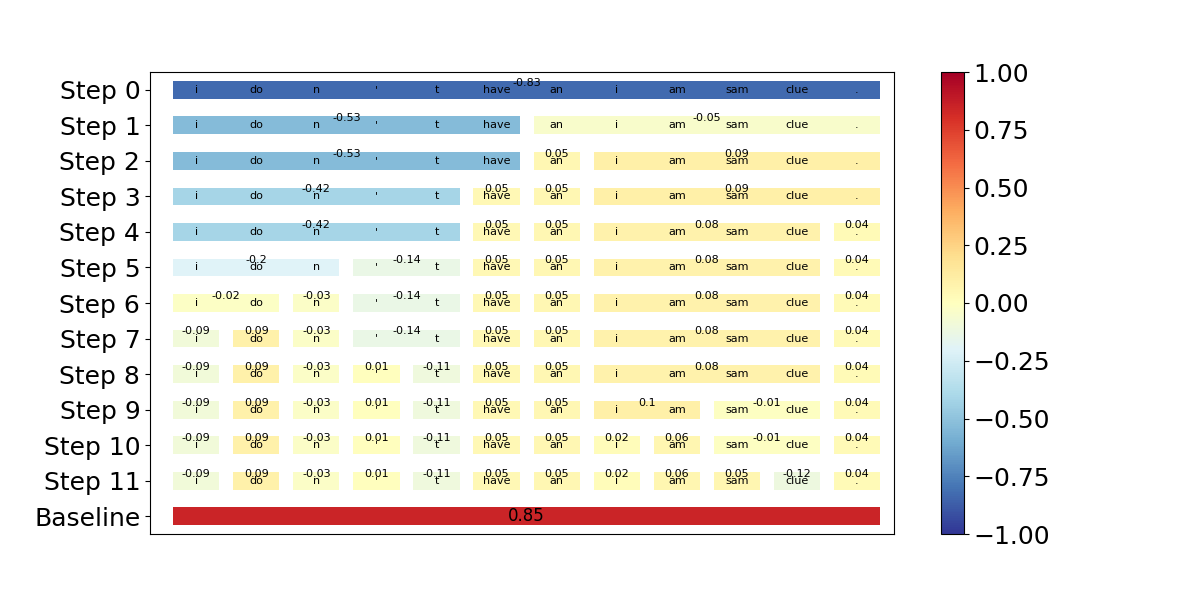 1.00
-0.83
Step 0 i do n ' t have an i am sam clue .
-0.53 -0.05
Step 1 i do n ' t have an i am sam clue .
0.75
-0.53 0.05 0.09
Step 2 i do n ' t have an i am sam clue .
-0.42 0.05 0.05 0.09
Step 3 i do n ' t have an i am sam clue .
0.50
-0.42 0.05 0.05 0.08 0.04
Step 4 i do n ' t have an i am sam clue .
0.25
-0.2 -0.14 0.05 0.05 0.08 0.04
Step 5 i do n ' t have an i am sam clue .
-0.02 -0.03 -0.14 0.05 0.05 0.08 0.04
Step 6 i do n ' t have an i am sam clue .
0.00
-0.09 0.09 -0.03 -0.14 0.05 0.05 0.08 0.04
Step 7 i do n ' t have an i am sam clue .
−0.25
-0.09 0.09 -0.03 0.01 -0.11 0.05 0.05 0.08 0.04
Step 8 i do n ' t have an i am sam clue .
-0.09 0.09 -0.03 0.01 -0.11 0.05 0.05 0.1 -0.01 0.04
Step 9 i do n ' t have an i am sam clue .
−0.50
-0.09 0.09 -0.03 0.01 -0.11 0.05 0.05 0.02 0.06 -0.01 0.04
Step 10 i do n ' t have an i am sam clue .
−0.75
-0.09 0.09 -0.03 0.01 -0.11 0.05 0.05 0.02 0.06 0.05 -0.12 0.04
Step 11 i do n ' t have an i am sam clue .
Baseline 0.85
−1.00